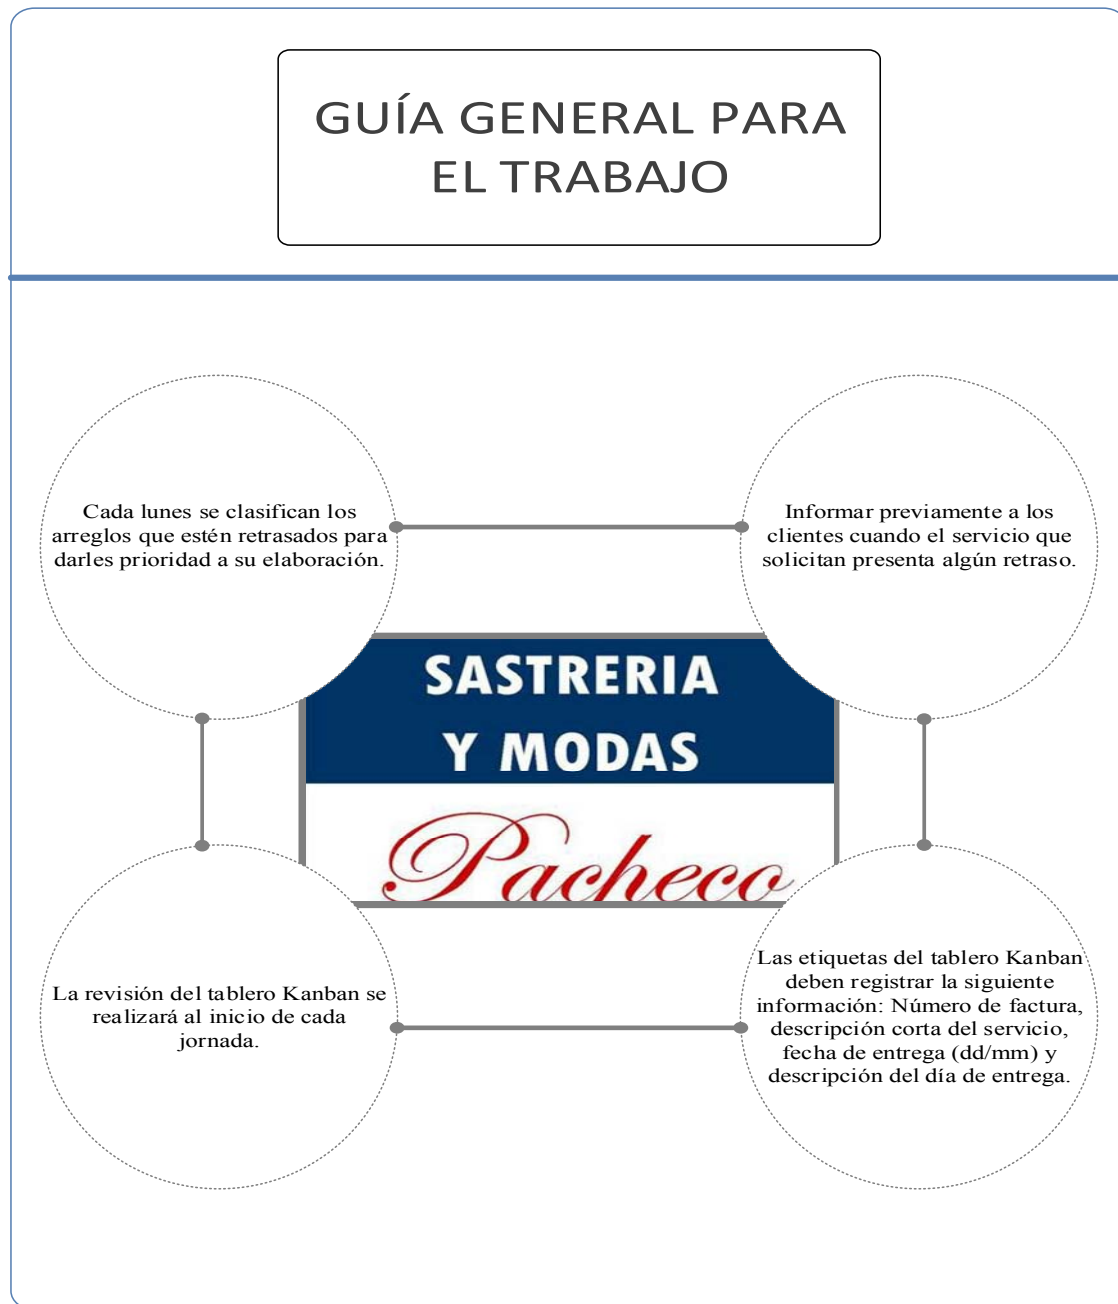 GUÍA GENERAL PARA
EL TRABAJO
Cada lunes se clasifican los
arreglos que estén retrasados para
darles prioridad a su elaboración.
Informar previamente a los
clientes cuando el servicio que
solicitan presenta algún retraso.
SASTRERIA
Y MODAS
Pacheco
La revisión del tablero Kanban se
realizará al inicio de cada
jornada.
Las etiquetas del tablero Kanban
deben registrar la siguiente
información: Número de factura,
descripción corta del servicio,
fecha de entrega (dd/mm) y
descripción del día de entrega.